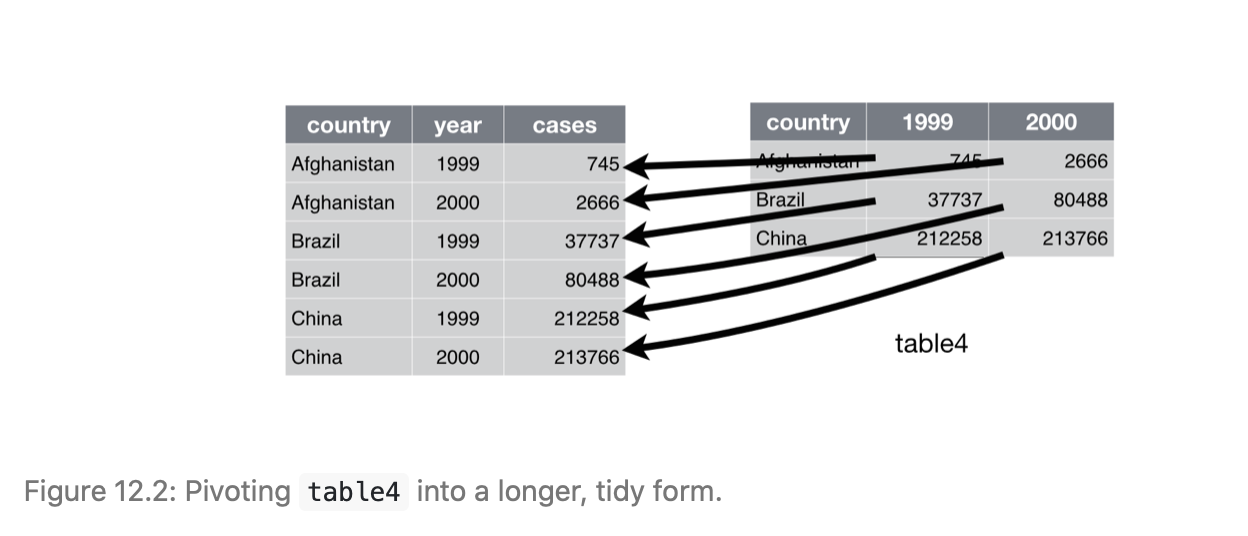 country year cases
Afghanistan 1999 745
Afghanistan 2000 2666
Brazil 1999 37737
Brazil 2000 80488
China 1999 212258
China 2000 213766
country 1999 2000
Afghanistan 745 2666
Brazil 37737 80488
China 212258 213766
table4
Figure 12.2: Pivoting table4 into a longer, tidy form.